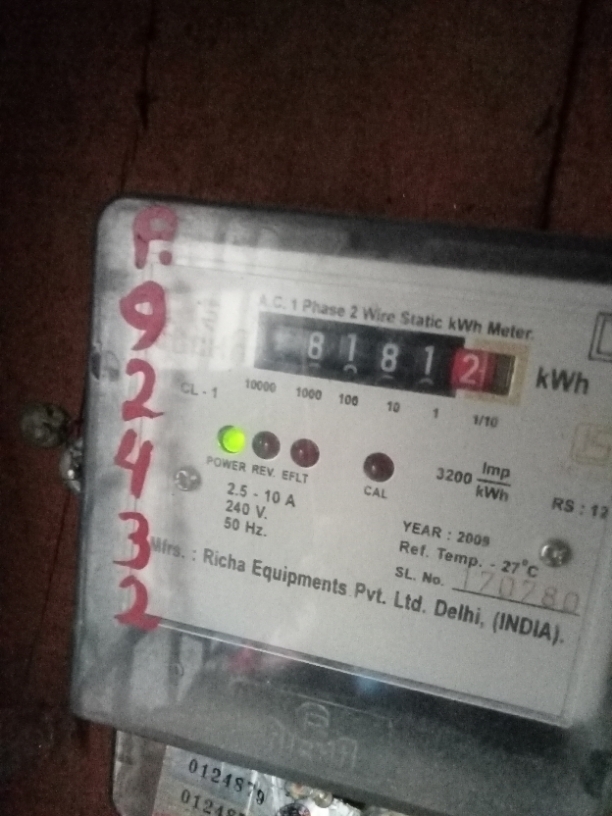 P.
9
2
4
3
2
A.C. 1 Phase 2 Wire Static kWh Meter.
8 1 8 1 2 kWh
CL - 1 10000 1000 100 10 1 1/10
POWER REV. EFLT CAL
3200 Imp/kWh
2.5 - 10 A
240 V.
50 Hz.
RS : 12
YEAR : 2009
Ref. Temp. - 27°C
SL. No. 170780
Mfrs. : Richa Equipments Pvt. Ltd. Delhi, (INDIA).
0124879